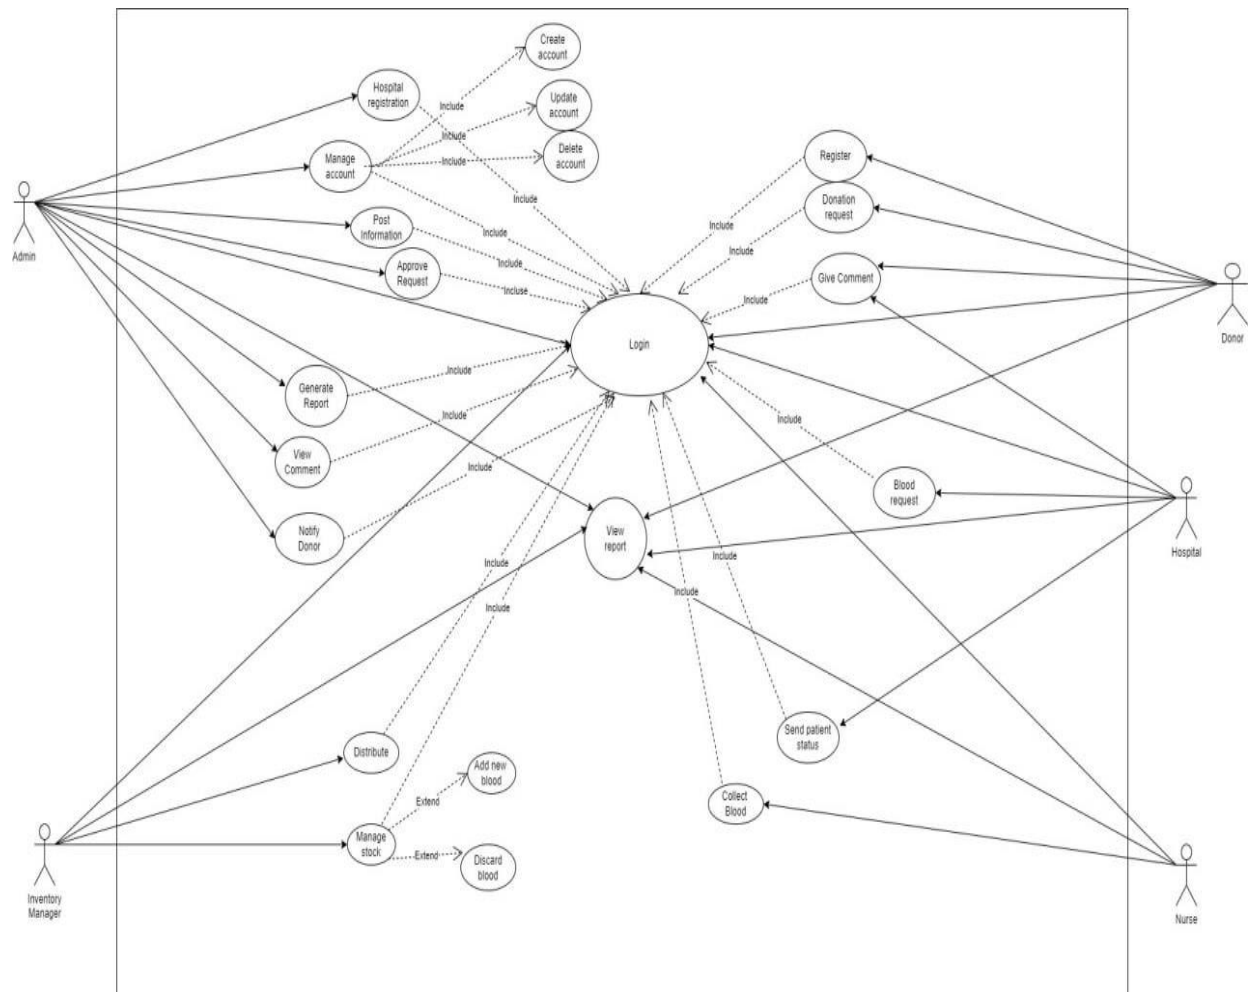 Create
account
Hospital
registration
Update
account
Include
Include
Delete
account
Include
Manage
account
Register
Include
Donation
request
Include
Post
Information
Include
Include
Include
Admin
Approve
Request
Incluse
Include
Give Comment
Include
Login
Donor
Generate
Report
Include
View
Comment
Include
Include
Include
Blood
request
Notify
Donor
View
report
Hospital
Include
Include
Include
Include
Send patient
status
Distribute
Add new
blood
Extend
Collect
Blood
Manage
stock
Extend
Discard
blood
Inventory
Manager
Nurse